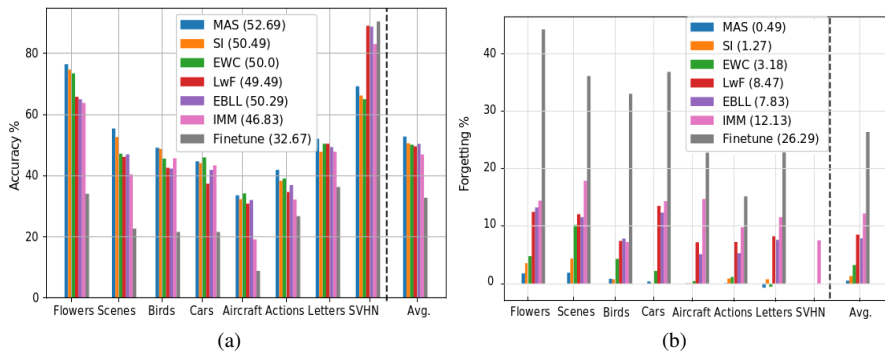 MAS (52.69)
SI (50.49)
EWC (50.0)
LwF (49.49)
EBLL (50.29)
IMM (46.83)
Finetune (32.67)
Accuracy %
80
60
40
20
0
Flowers Scenes Birds Cars Aircraft Actions Letters SVHN Avg.
(a)
MAS (0.49)
SI (1.27)
EWC (3.18)
LwF (8.47)
EBLL (7.83)
IMM (12.13)
Finetune (26.29)
Forgetting %
40
30
20
10
0
Flowers Scenes Birds Cars Aircraft Actions Letters SVHN Avg.
(b)